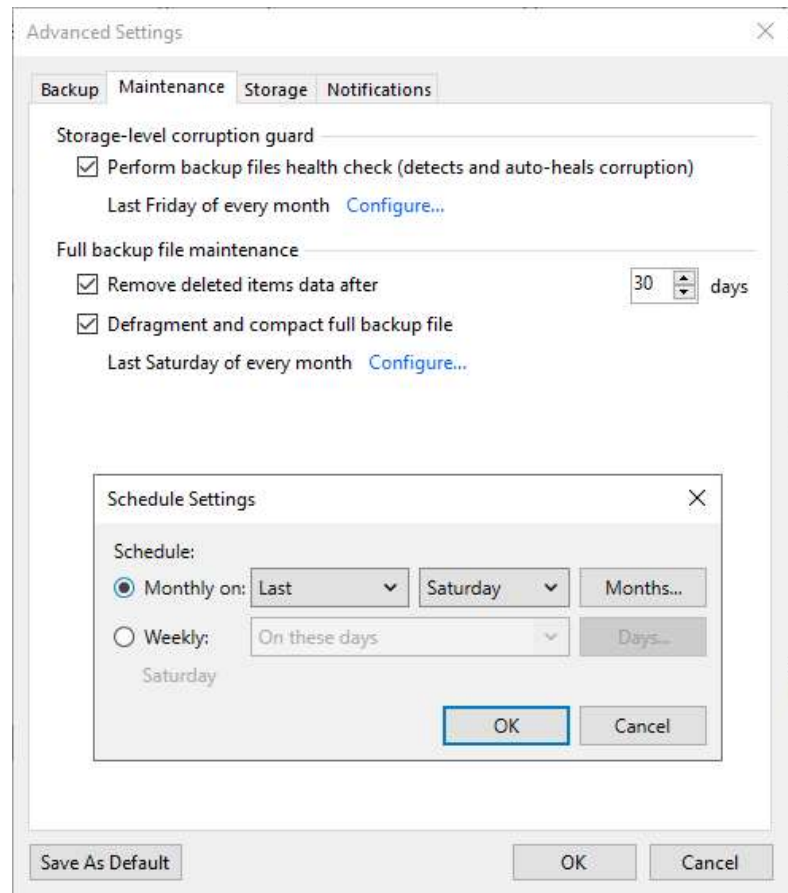 Advanced Settings
Backup Maintenance Storage Notifications
Storage-level corruption guard
Perform backup files health check (detects and auto-heals corruption)
Last Friday of every month Configure...
Full backup file maintenance
Remove deleted items data after 30 days
Defragment and compact full backup file
Last Saturday of every month Configure...
Schedule Settings
Schedule:
Monthly on: Last Saturday Months...
Weekly: On these days Days...
Saturday
OK Cancel
Save As Default OK Cancel